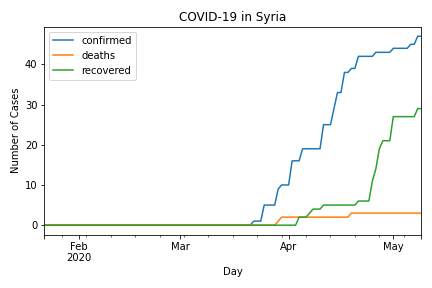 COVID-19 in Syria
confirmed
deaths
recovered
Number of Cases
40
30
20
10
0
Feb
2020
Mar
Apr
May
Day